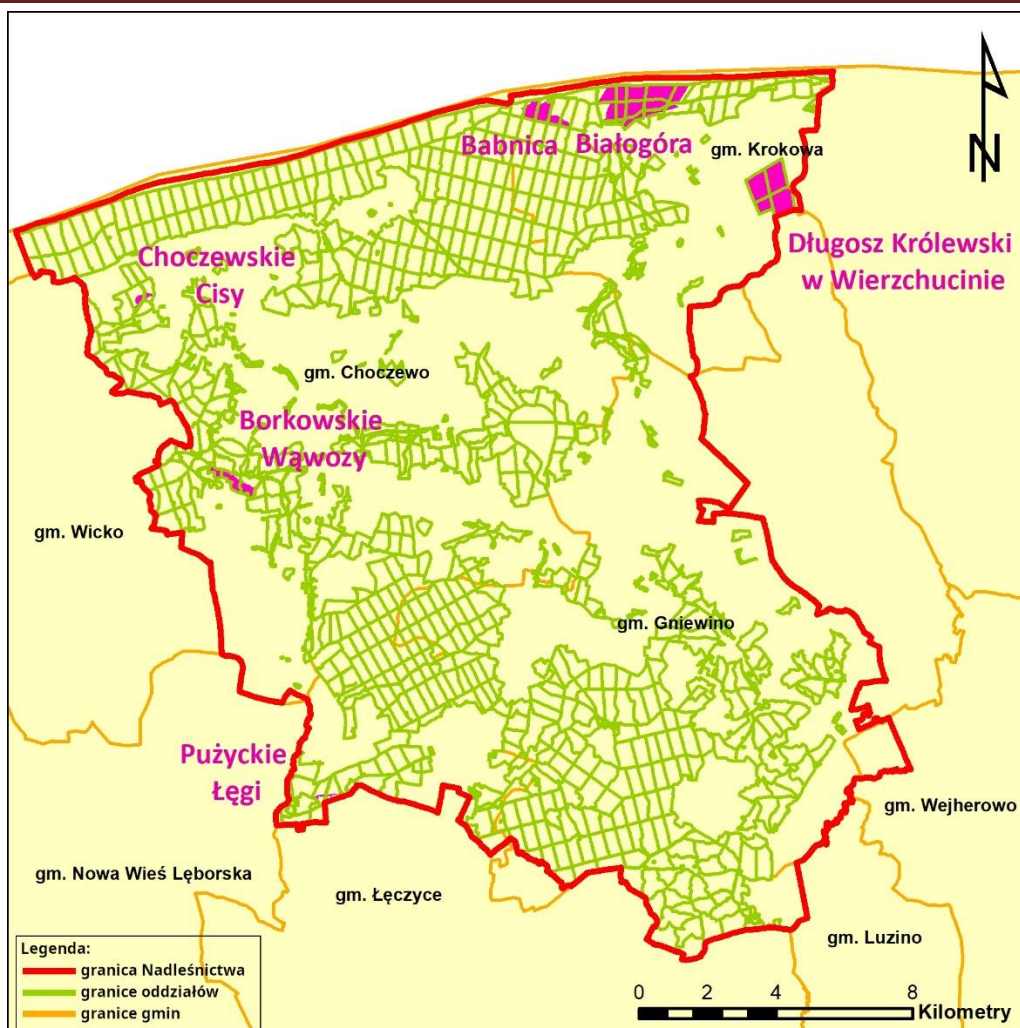 N
Babnica
Białogóra
gm. Krokowa
Choczewskie
Cisy
Długosz Królewski
w Wierzchucinie
gm. Choczewo
Borkowskie
Wąwozy
gm. Wicko
gm. Gniewino
Pużyckie
Łęgi
gm. Wejherowo
gm. Nowa Wieś Lęborska
gm. Łęczyce
gm. Luzino
Legenda:
granica Nadleśnictwa
granice oddziałów
granice gmin
0 2 4 8
Kilometry